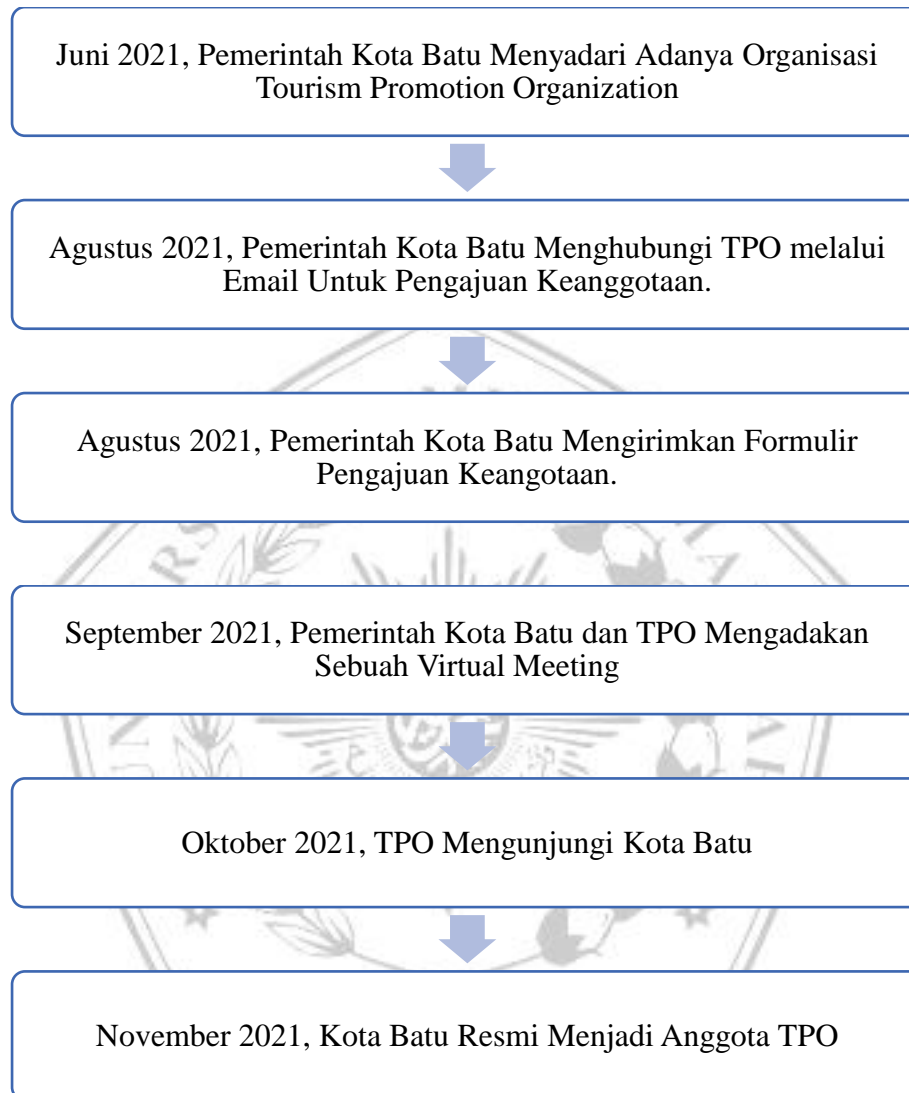 Juni 2021, Pemerintah Kota Batu Menyadari Adanya Organisasi
Tourism Promotion Organization
Agustus 2021, Pemerintah Kota Batu Menghubungi TPO melalui
Email Untuk Pengajuan Keanggotaan.
Agustus 2021, Pemerintah Kota Batu Mengirimkan Formulir
Pengajuan Keangotaan.
September 2021, Pemerintah Kota Batu dan TPO Mengadakan
Sebuah Virtual Meeting
Oktober 2021, TPO Mengunjungi Kota Batu
November 2021, Kota Batu Resmi Menjadi Anggota TPO